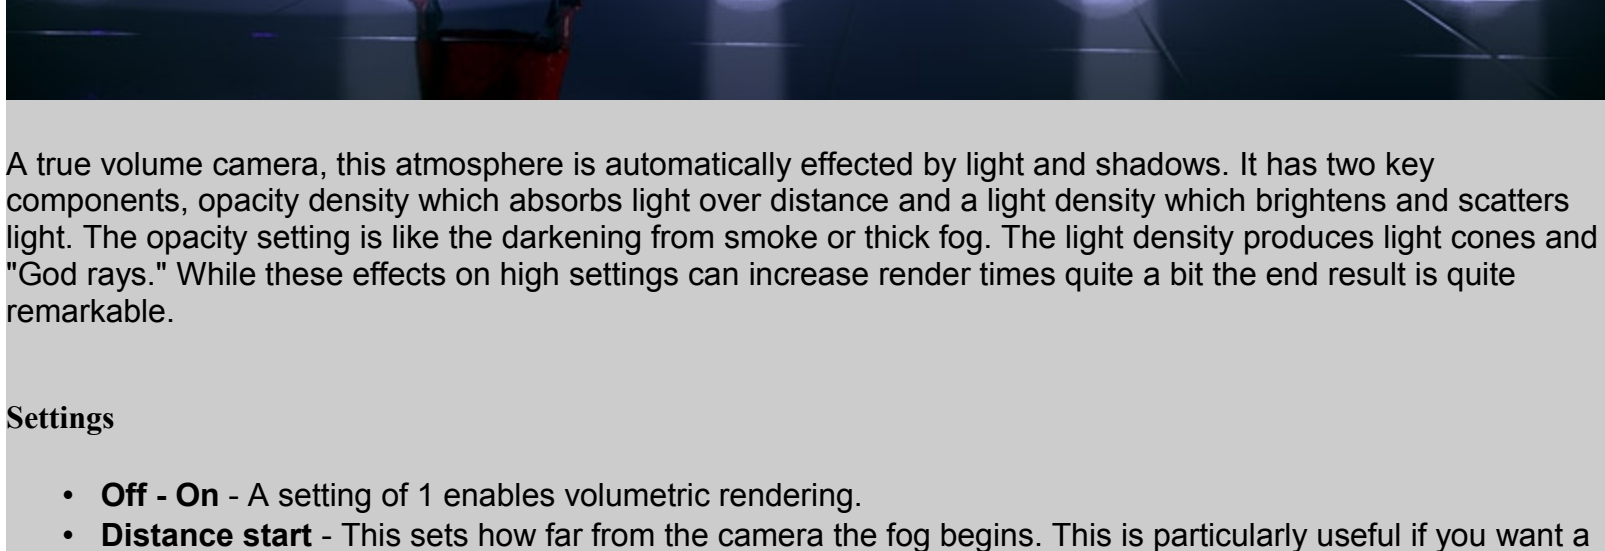 A true volume camera, this atmosphere is automatically effected by light and shadows. It has two key
components, opacity density which absorbs light over distance and a light density which brightens and scatters
light. The opacity setting is like the darkening from smoke or thick fog. The light density produces light cones and
"God rays." While these effects on high settings can increase render times quite a bit the end result is quite
remarkable.
Settings
• Off - On - A setting of 1 enables volumetric rendering.
• Distance start - This sets how far from the camera the fog begins. This is particularly useful if you want a